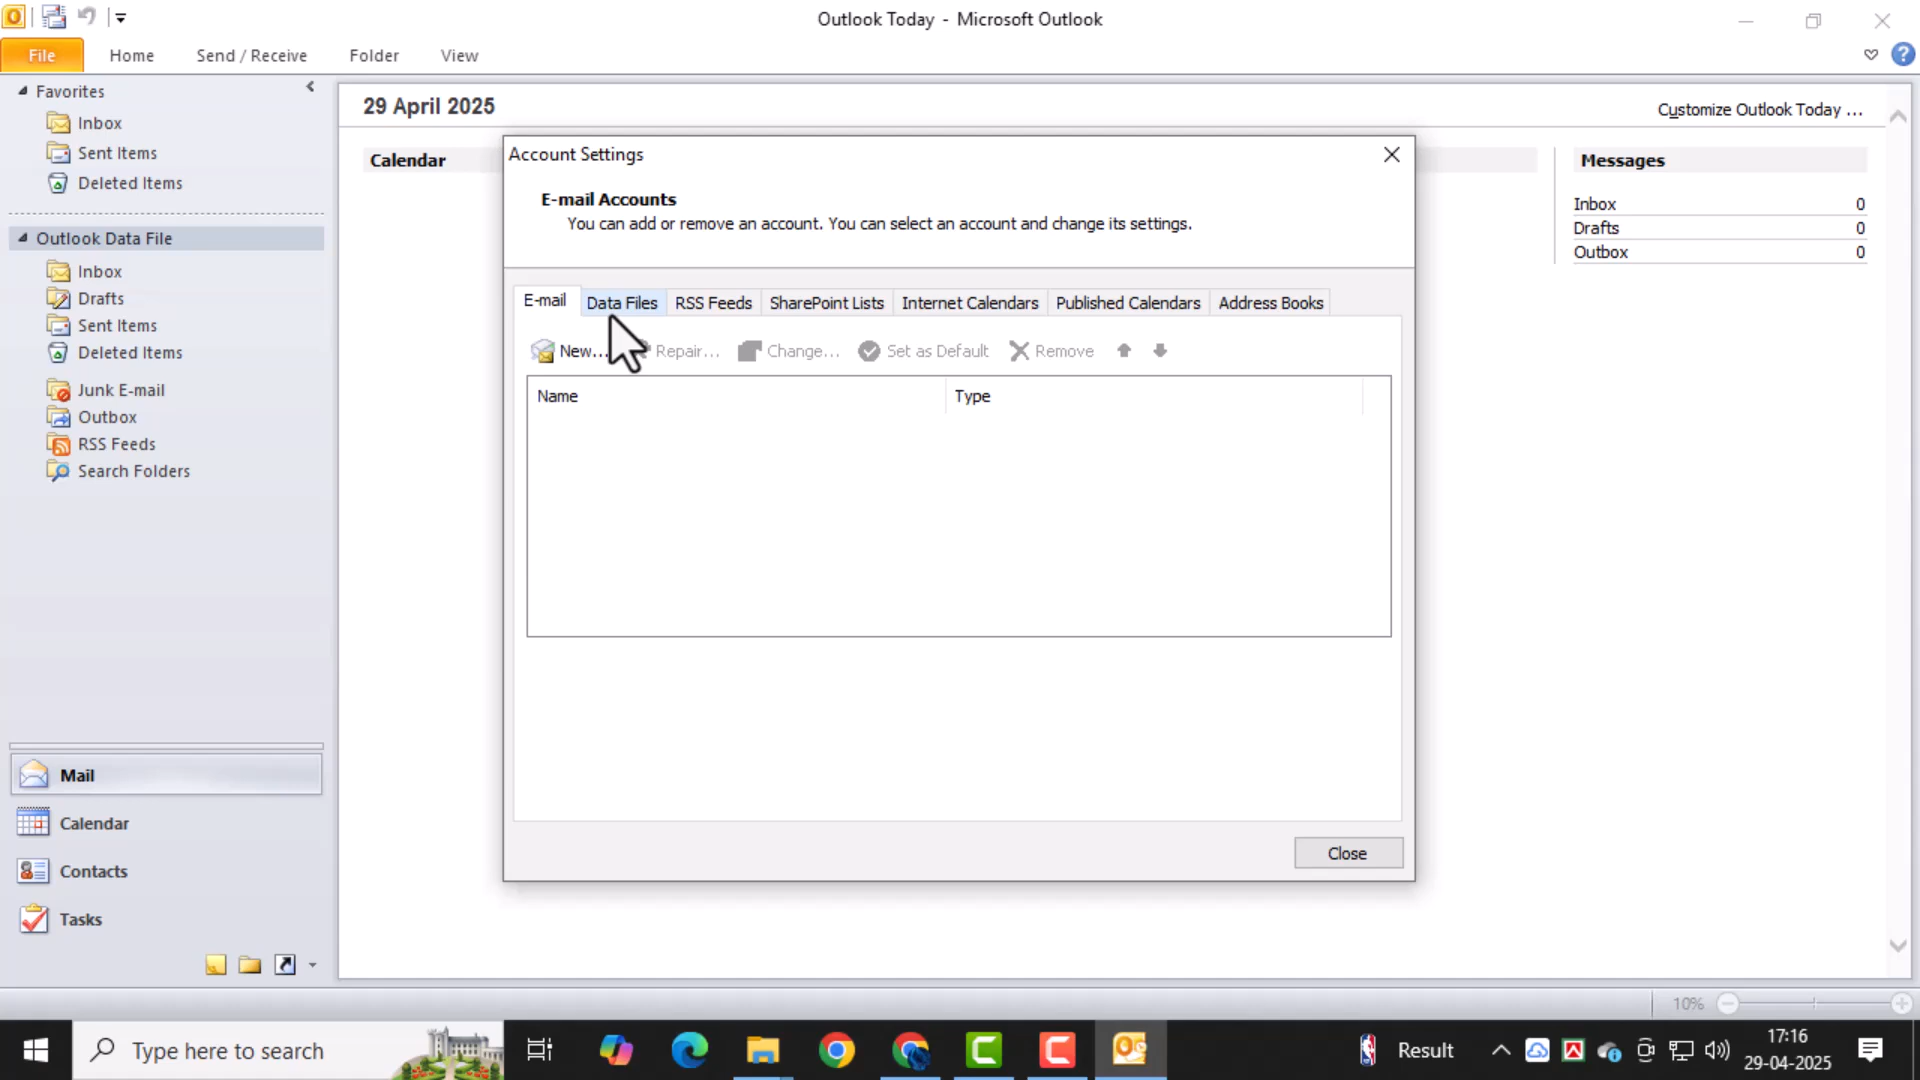 Outlook Today - Microsoft Outlook
File Home Send / Receive Folder View
Favorites
Inbox
Sent Items
Deleted Items
Outlook Data File
Inbox
Drafts
Sent Items
Deleted Items
Junk E-mail
Outbox
RSS Feeds
Search Folders
Mail
Calendar
Contacts
Tasks
29 April 2025
Customize Outlook Today ...
Calendar
Messages
Inbox 0
Drafts 0
Outbox 0
Account Settings
E-mail Accounts
You can add or remove an account. You can select an account and change its settings.
E-mail Data Files RSS Feeds SharePoint Lists Internet Calendars Published Calendars Address Books
New... Repair... Change... Set as Default Remove
Name Type
Close
10%
Type here to search
Result
17:16
29-04-2025